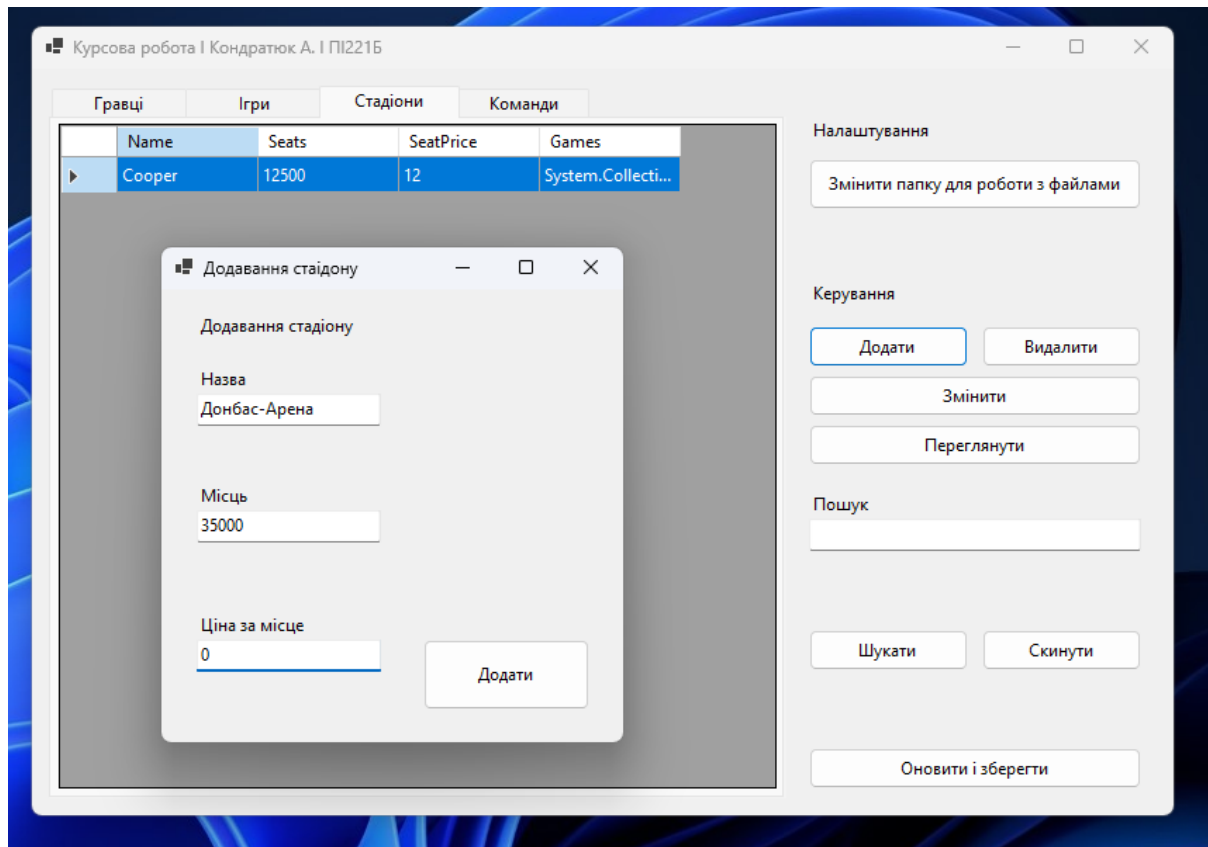 Курсова робота І Кондратюк А. І ПІ221Б
Гравці Ігри Стадіони Команди
Name Seats SeatPrice Games
Cooper 12500 12 System.Collecti...
Додавання стаідону
Додавання стадіону
Назва
Донбас-Арена
Місць
35000
Ціна за місце
0
Додати
Налаштування
Змінити папку для роботи з файлами
Керування
Додати Видалити
Змінити
Переглянути
Пошук
Шукати Скинути
Оновити і зберегти